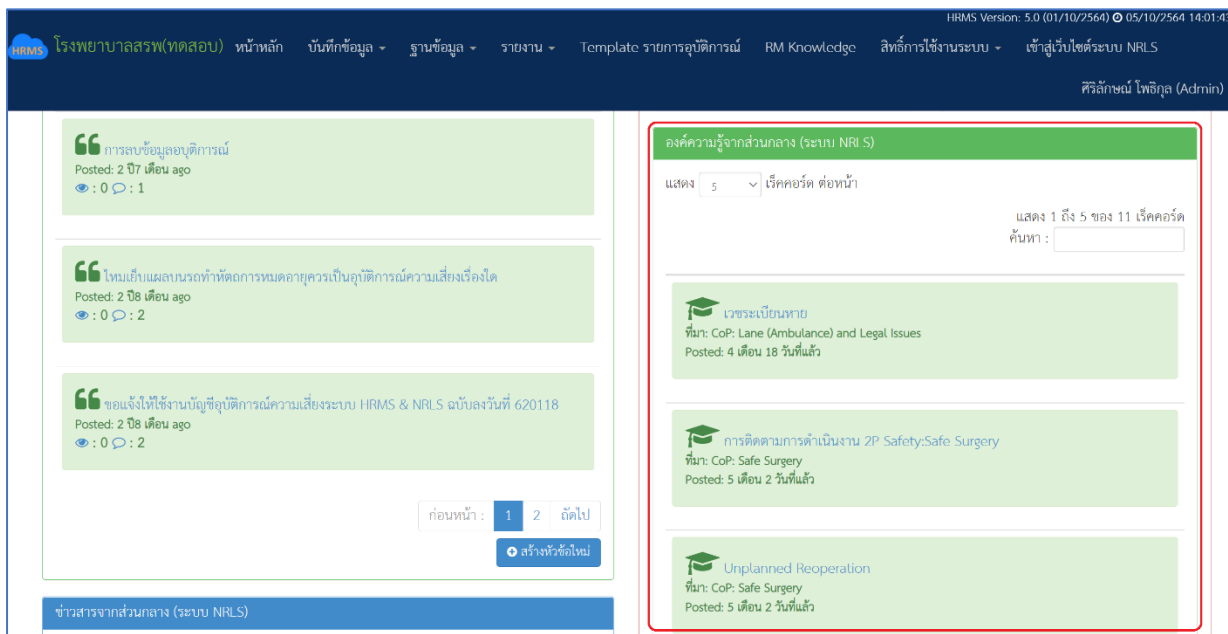 HRMS Version: 5.0 (01/10/2564) 05/10/2564 14:01:43
HRMS โรงพยาบาลสรพ(ทดสอบ) หน้าหลัก บันทึกข้อมูล ฐานข้อมูล รายงาน Template รายการอุบัติการณ์ RM Knowledge สิทธิ์การใช้งานระบบ เข้าสู่เว็บไซต์ระบบ NRLS
ศิริลักษณ์ โพธิกุล (Admin)
การลบข้อมูลอุบุติการณ์
Posted: 2 ปี7 เดือน ago
: 0 : 1
ไหมเย็บแผลบนรถทำหัตถการหมดอายุควรเป็นอุบัติการณ์ความเสี่ยงเรื่องใด
Posted: 2 ปี8 เดือน ago
: 0 : 2
ขอแจ้งให้ใช้งานบัญชีอุบัติการณ์ความเสี่ยงระบบ HRMS & NRLS ฉบับลงวันที่ 620118
Posted: 2 ปี8 เดือน ago
: 0 : 2
ก่อนหน้า : 1 2 ถัดไป
สร้างหัวข้อใหม่
ข่าวสารจากส่วนกลาง (ระบบ NRLS)
องค์ความรู้จากส่วนกลาง (ระบบ NRLS)
แสดง 5 เร็คคอร์ด ต่อหน้า
แสดง 1 ถึง 5 ของ 11 เร็คคอร์ด
ค้นหา :
เวชระเบียนหาย
ที่มา: CoP: Lane (Ambulance) and Legal Issues
Posted: 4 เดือน 18 วันที่แล้ว
การติดตามการดำเนินงาน 2P Safety:Safe Surgery
ที่มา: CoP: Safe Surgery
Posted: 5 เดือน 2 วันที่แล้ว
Unplanned Reoperation
ที่มา: CoP: Safe Surgery
Posted: 5 เดือน 2 วันที่แล้ว